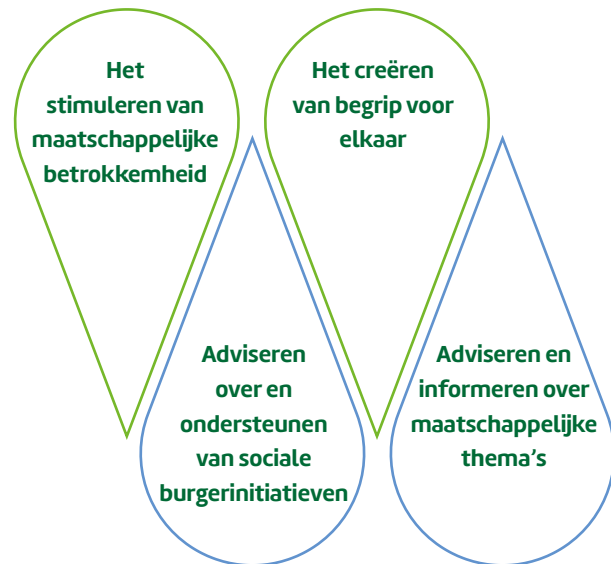 Het
stimuleren van
maatschappelijke
betrokkemheid
Het creëren
van begrip voor
elkaar
Adviseren
over en
ondersteunen
van sociale
burgerinitiatieven
Adviseren en
informeren over
maatschappelijke
thema's